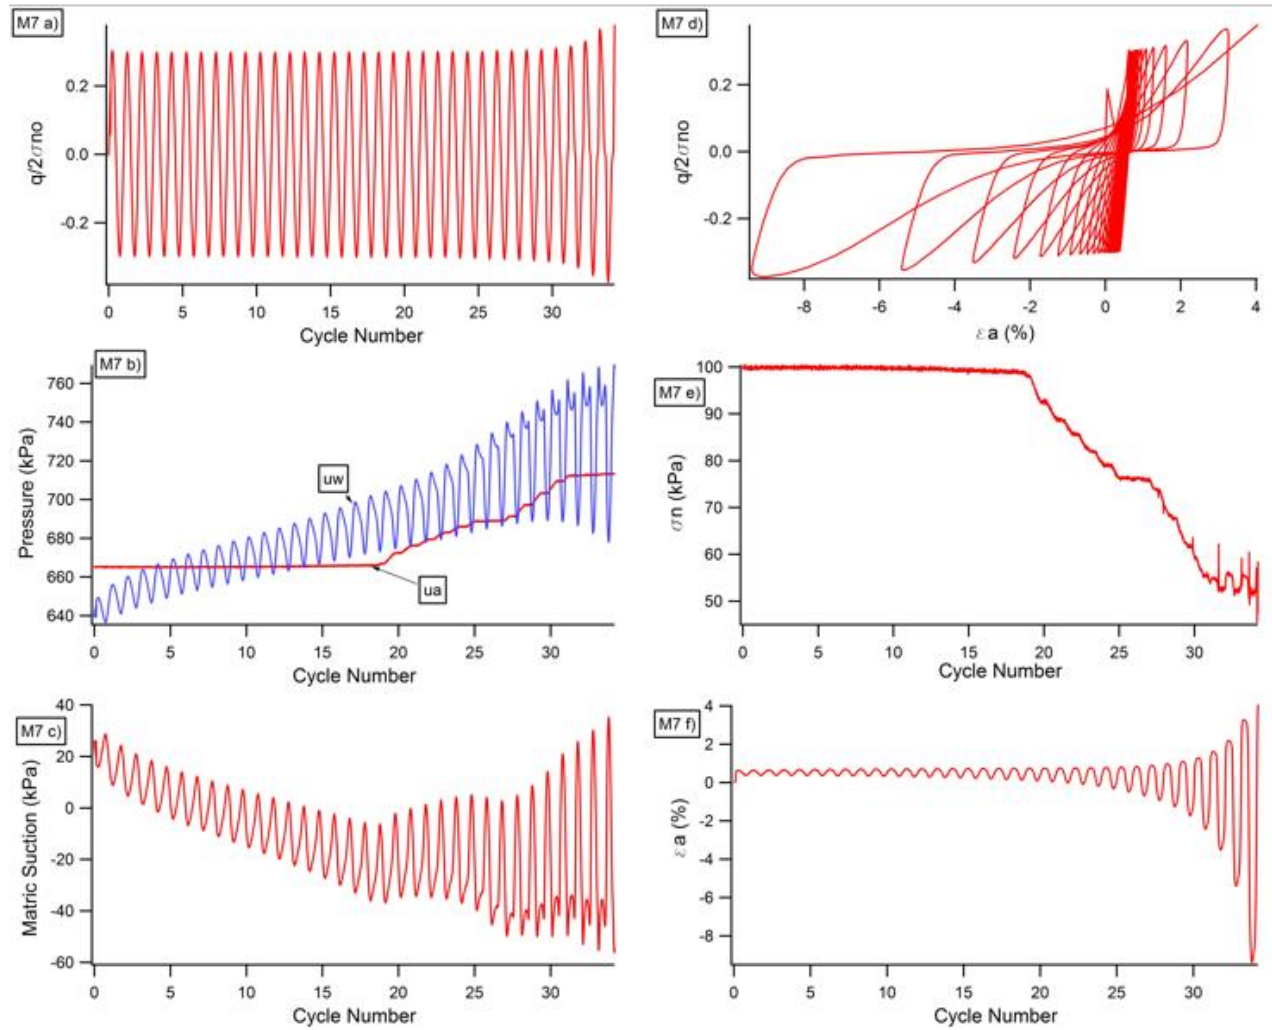 M7 a)
q/2σno
0.2
0.0
-0.2
0 5 10 15 20 25 30
Cycle Number
M7 d)
q/2σno
0.2
0.0
-0.2
-8 -6 -4 -2 0 2 4
εa (%)
M7 b)
Pressure (kPa)
760
740
720
700
680
660
640
uw
ua
0 5 10 15 20 25 30
Cycle Number
M7 e)
σn (kPa)
100
90
80
70
60
50
0 5 10 15 20 25 30
Cycle Number
M7 c)
Matric Suction (kPa)
40
20
0
-20
-40
-60
0 5 10 15 20 25 30
Cycle Number
M7 f)
εa (%)
4
2
0
-2
-4
-6
-8
0 5 10 15 20 25 30
Cycle Number